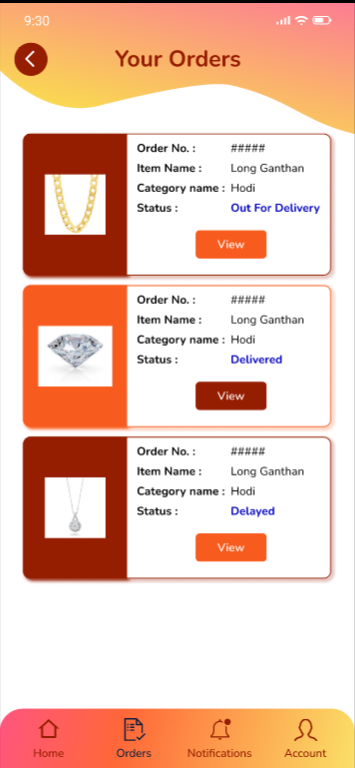 9:30
Your Orders
Order No. : #####
Item Name : Long Ganthan
Category name : Hodi
Status : Out For Delivery
View
Order No. : #####
Item Name : Long Ganthan
Category name : Hodi
Status : Delivered
View
Order No. : #####
Item Name : Long Ganthan
Category name : Hodi
Status : Delayed
View
Home Orders Notifications Account